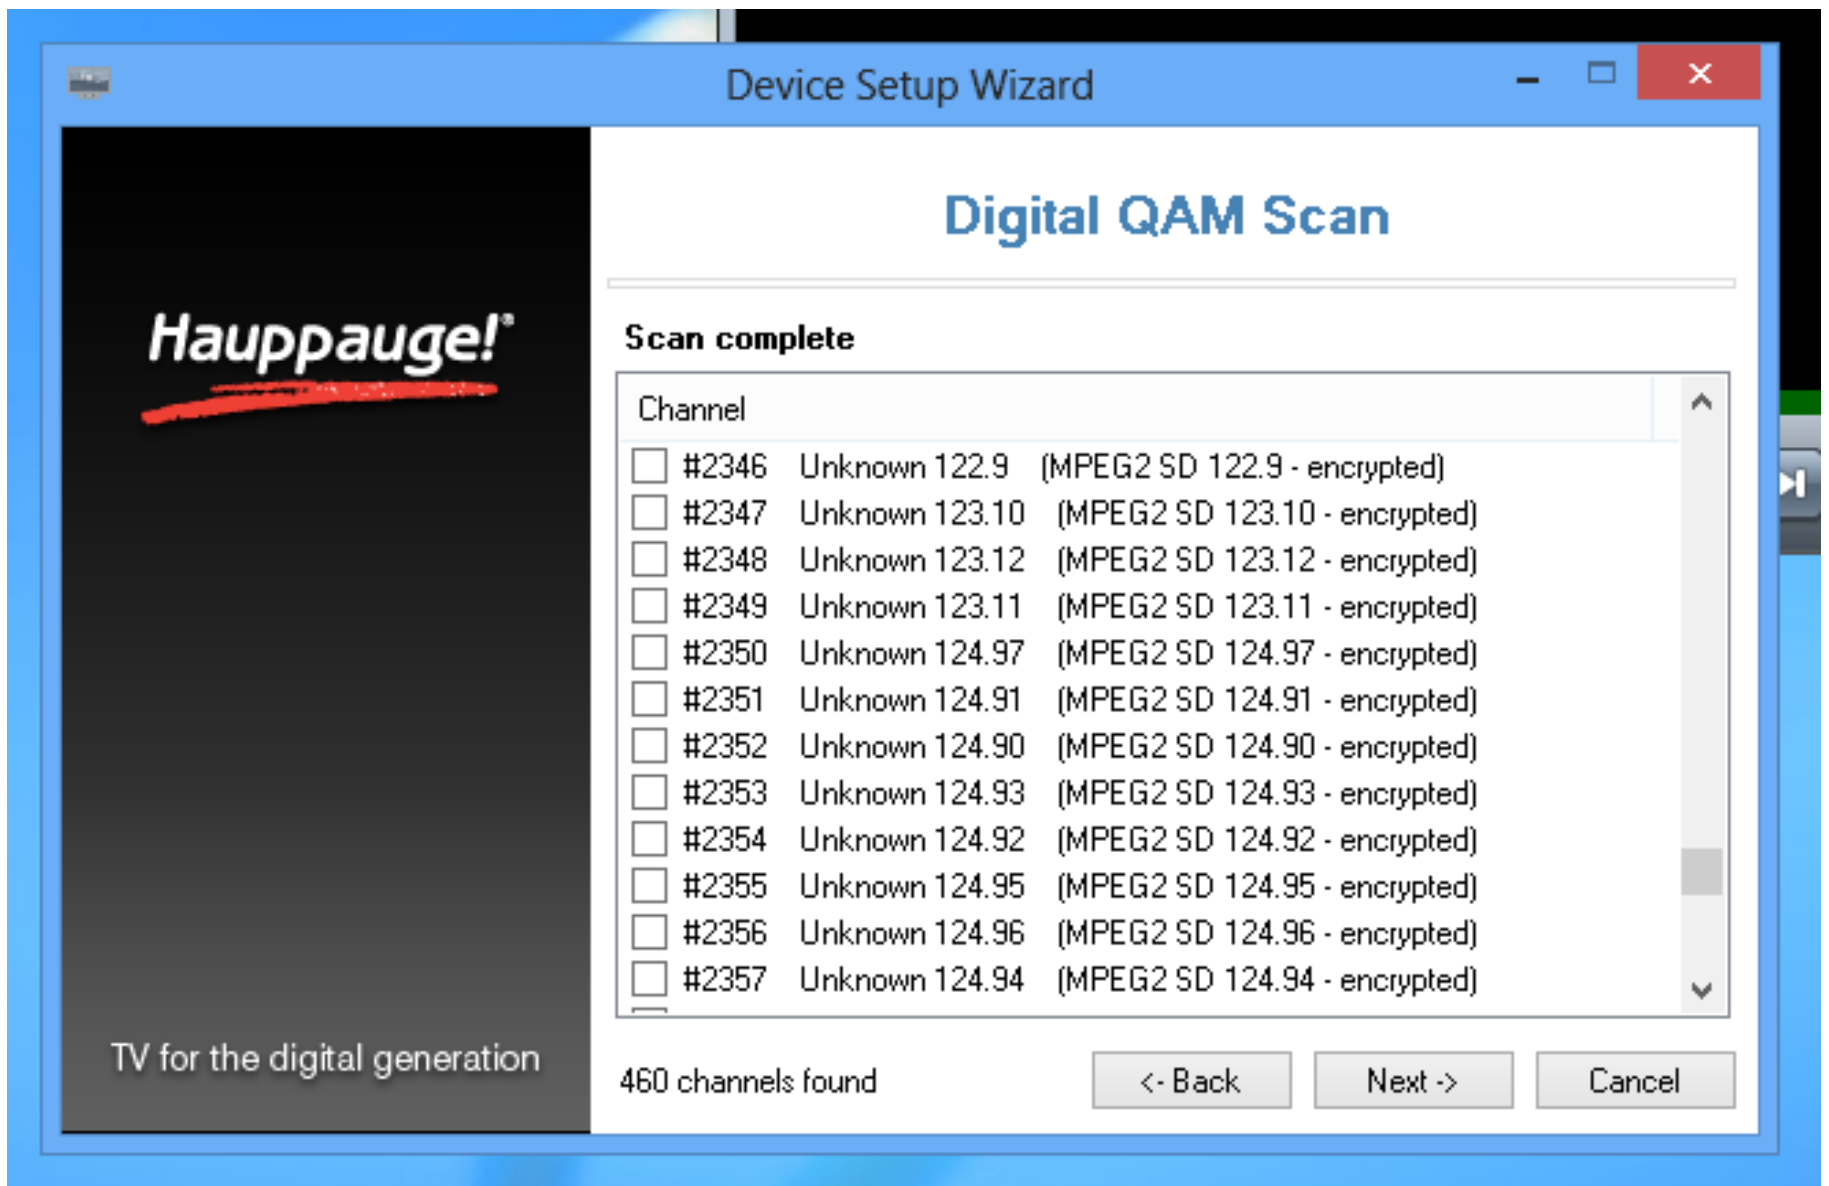 Device Setup Wizard
Digital QAM Scan
Hauppauge!®
Scan complete
Channel
#2346 Unknown 122.9 (MPEG2 SD 122.9 - encrypted)
#2347 Unknown 123.10 (MPEG2 SD 123.10 - encrypted)
#2348 Unknown 123.12 (MPEG2 SD 123.12 - encrypted)
#2349 Unknown 123.11 (MPEG2 SD 123.11 - encrypted)
#2350 Unknown 124.97 (MPEG2 SD 124.97 - encrypted)
#2351 Unknown 124.91 (MPEG2 SD 124.91 - encrypted)
#2352 Unknown 124.90 (MPEG2 SD 124.90 - encrypted)
#2353 Unknown 124.93 (MPEG2 SD 124.93 - encrypted)
#2354 Unknown 124.92 (MPEG2 SD 124.92 - encrypted)
#2355 Unknown 124.95 (MPEG2 SD 124.95 - encrypted)
#2356 Unknown 124.96 (MPEG2 SD 124.96 - encrypted)
#2357 Unknown 124.94 (MPEG2 SD 124.94 - encrypted)
TV for the digital generation
460 channels found
<- Back
Next ->
Cancel